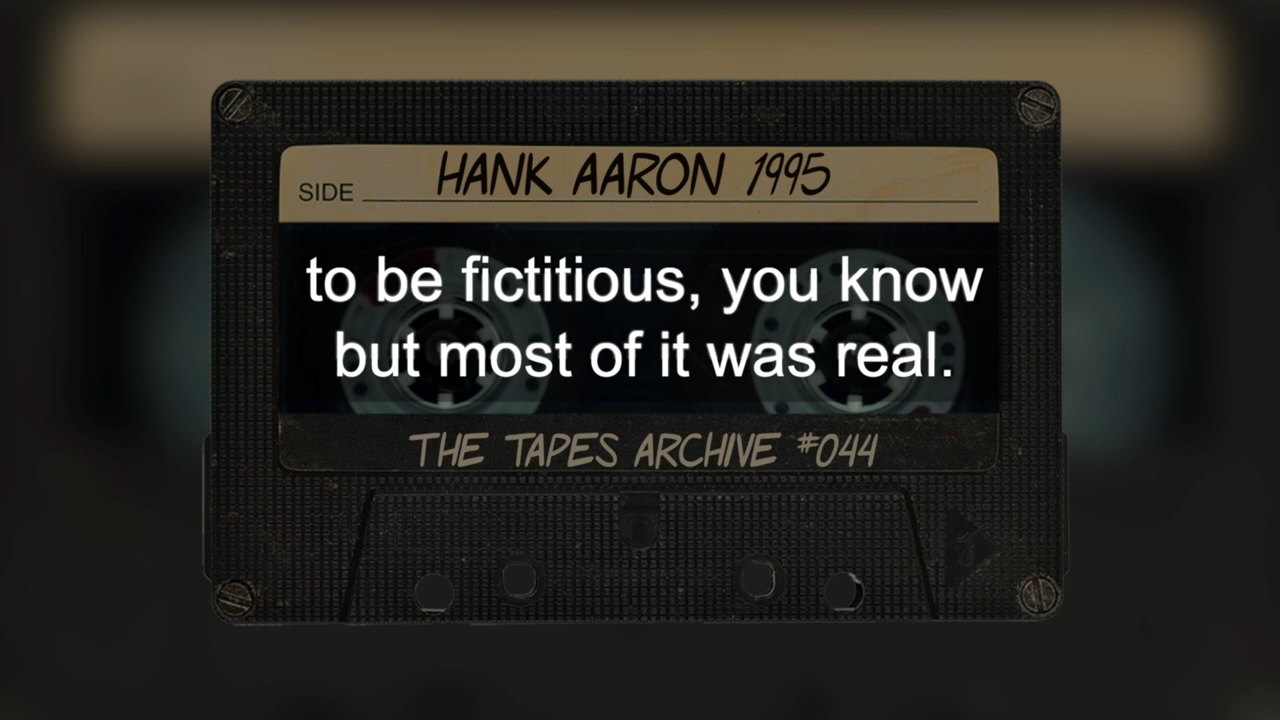 HANK AARON 1995
SIDE
to be fictitious, you know
but most of it was real.
THE TAPES ARCHIVE #044